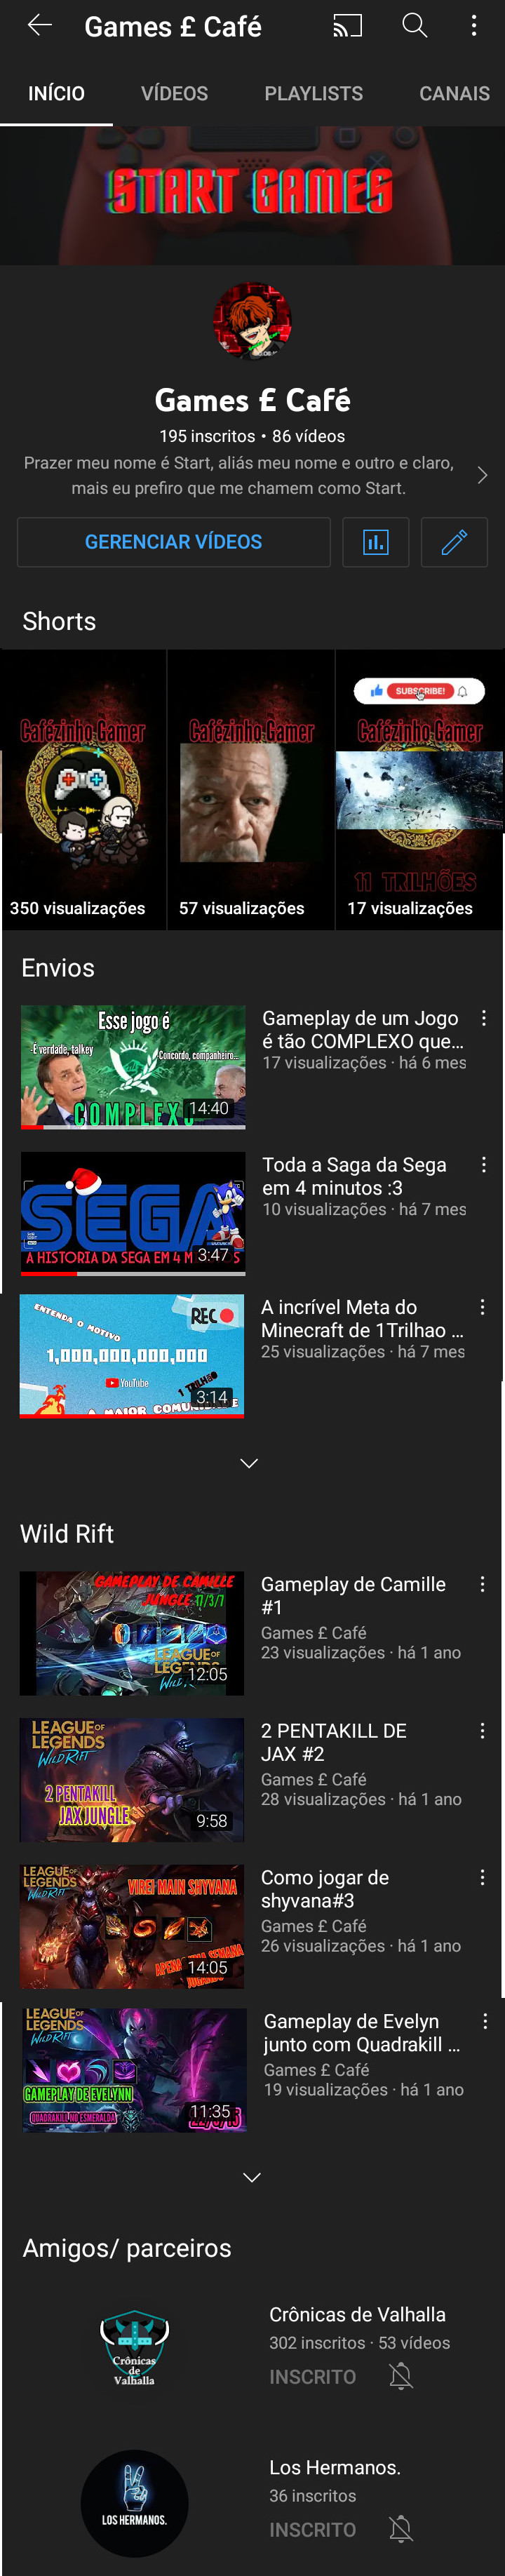 Games £ Café
INÍCIO VÍDEOS PLAYLISTS CANAIS
START GAMES
Games £ Café
195 inscritos • 86 vídeos
Prazer meu nome é Start, aliás meu nome e outro e claro,
mais eu prefiro que me chamem como Start.
GERENCIAR VÍDEOS
Shorts
SUBSCRIBE!
Cafézinho Gamer
Cafézinho Gamer
Cafézinho Gamer
11 TRILHÕES
350 visualizações
57 visualizações
17 visualizações
Envios
Esse jogo é
-É verdade, talkey
Concordo, companheiro...
COMPLEXO
14:40
Gameplay de um Jogo
é tão COMPLEXO que...
17 visualizações · há 6 mes
SEGA
A HISTORIA DA SEGA EM 4 M
3:47
Toda a Saga da Sega
em 4 minutos :3
10 visualizações · há 7 mes
ENTENDA O MOTIVO
REC
1,000,000,000,000
YouTube
1 TRILHÃO
A MAIOR COMUNIDADE
3:14
A incrível Meta do
Minecraft de 1Trilhao ...
25 visualizações · há 7 mes
Wild Rift
GAMEPLAY DE CAMILLE
JUNGLE 17/3/7
LEAGUE OF
LEGENDS
WILD
12:05
Gameplay de Camille
#1
Games £ Café
23 visualizações · há 1 ano
LEAGUE OF
LEGENDS
WILD RIFT
2 PENTAKILL
JAX JUNGLE
9:58
2 PENTAKILL DE
JAX #2
Games £ Café
28 visualizações · há 1 ano
LEAGUE OF
LEGENDS
WILD RIFT
VIREI MAIN SHYVANA
APENAS UMA SEMANA
JOGANDO
14:05
Como jogar de
shyvana#3
Games £ Café
26 visualizações · há 1 ano
LEAGUE OF
LEGENDS
WILD RIFT
GAMEPLAY DE EVELYNN
QUADRAKILL NO ESMERALDA
11:35
Gameplay de Evelyn
junto com Quadrakill ...
Games £ Café
19 visualizações · há 1 ano
Amigos/ parceiros
Crônicas
de
Valhalla
Crônicas de Valhalla
302 inscritos · 53 vídeos
INSCRITO
LOS HERMANOS.
Los Hermanos.
36 inscritos
INSCRITO